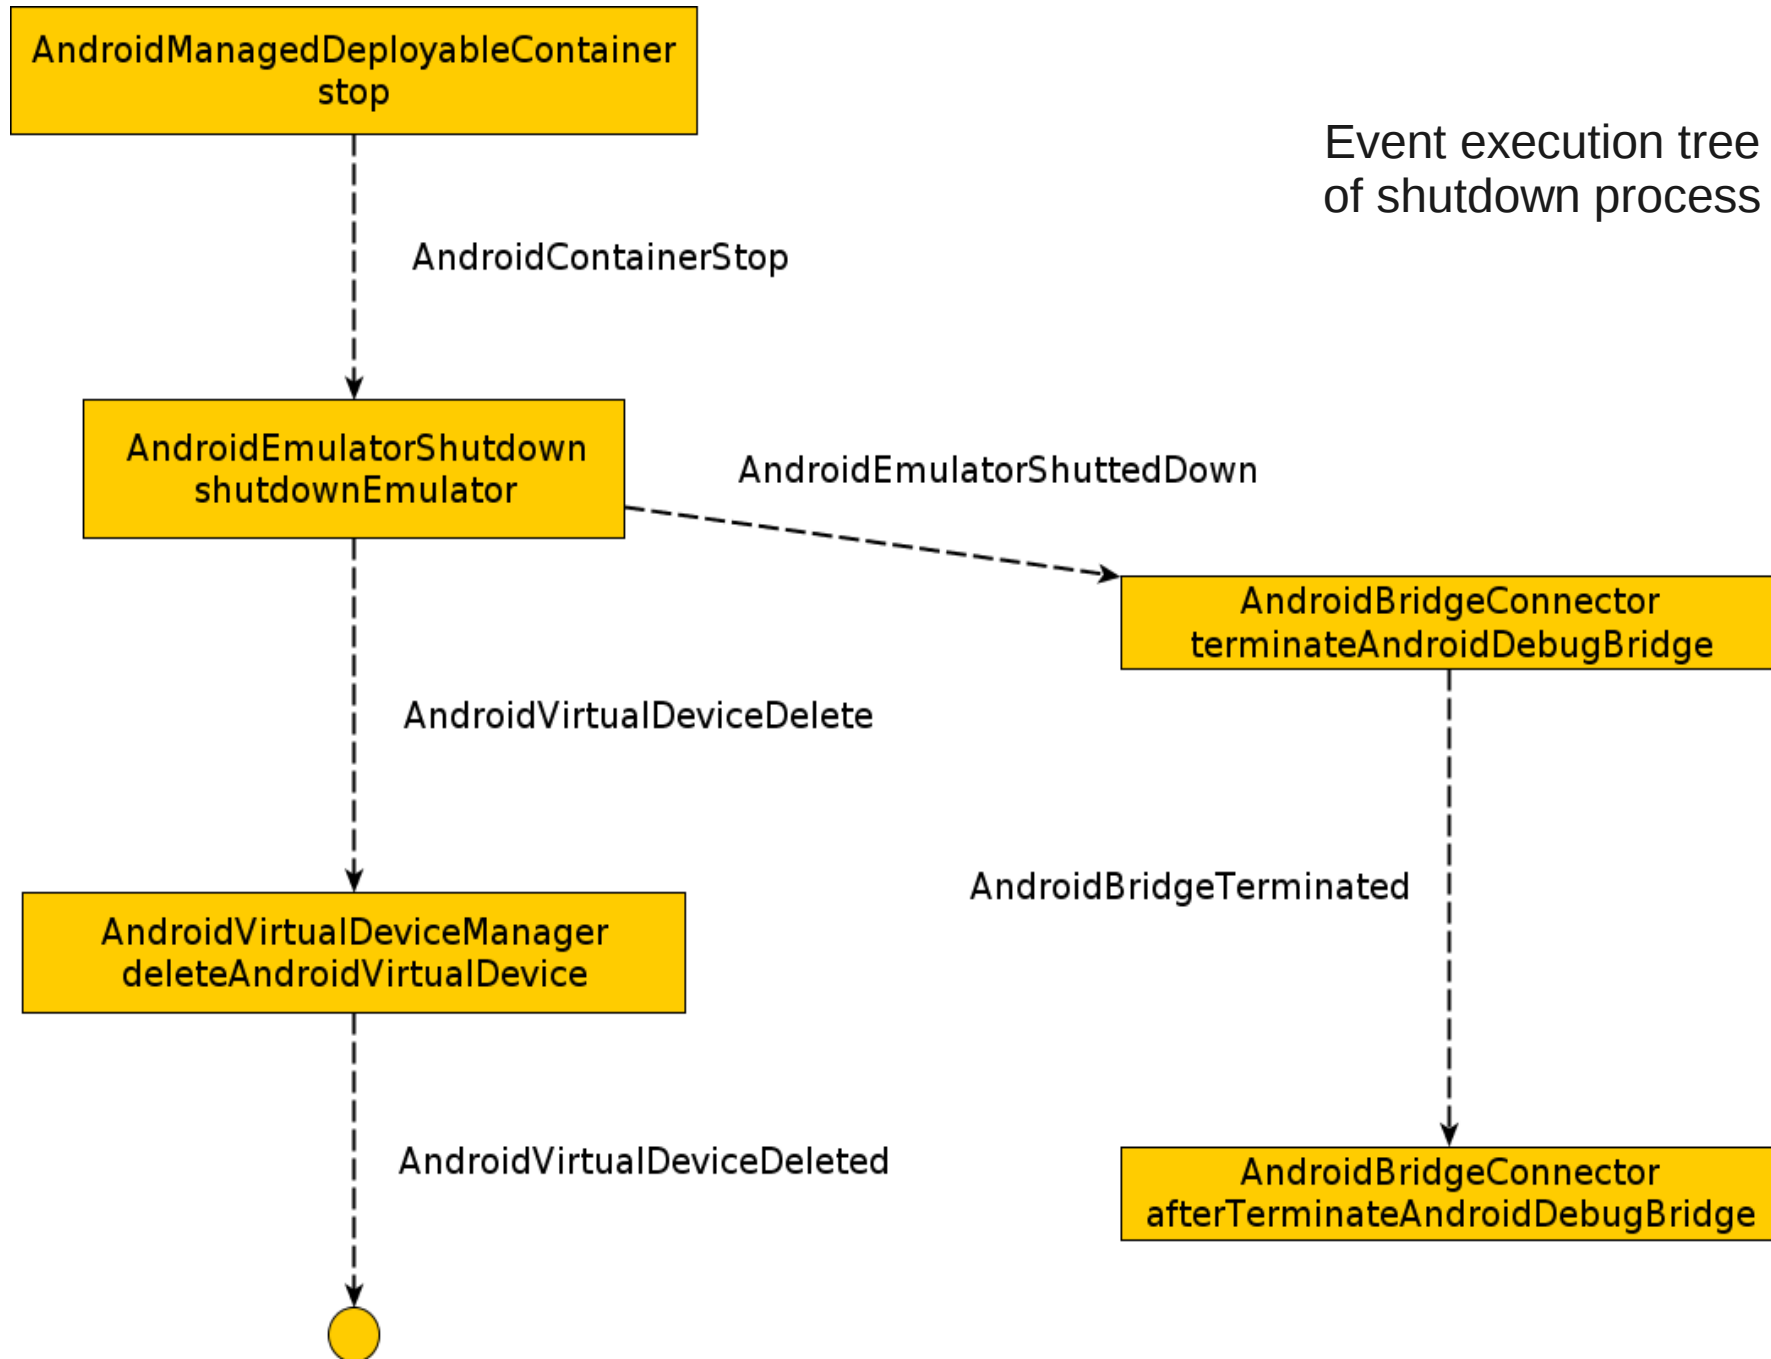 AndroidManagedDeployableContainer
stop
Event execution tree
of shutdown process
AndroidContainerStop
AndroidEmulatorShutdown
shutdownEmulator
AndroidEmulatorShuttedDown
AndroidBridgeConnector
terminateAndroidDebugBridge
AndroidVirtualDeviceDelete
AndroidBridgeTerminated
AndroidVirtualDeviceManager
deleteAndroidVirtualDevice
AndroidVirtualDeviceDeleted
AndroidBridgeConnector
afterTerminateAndroidDebugBridge